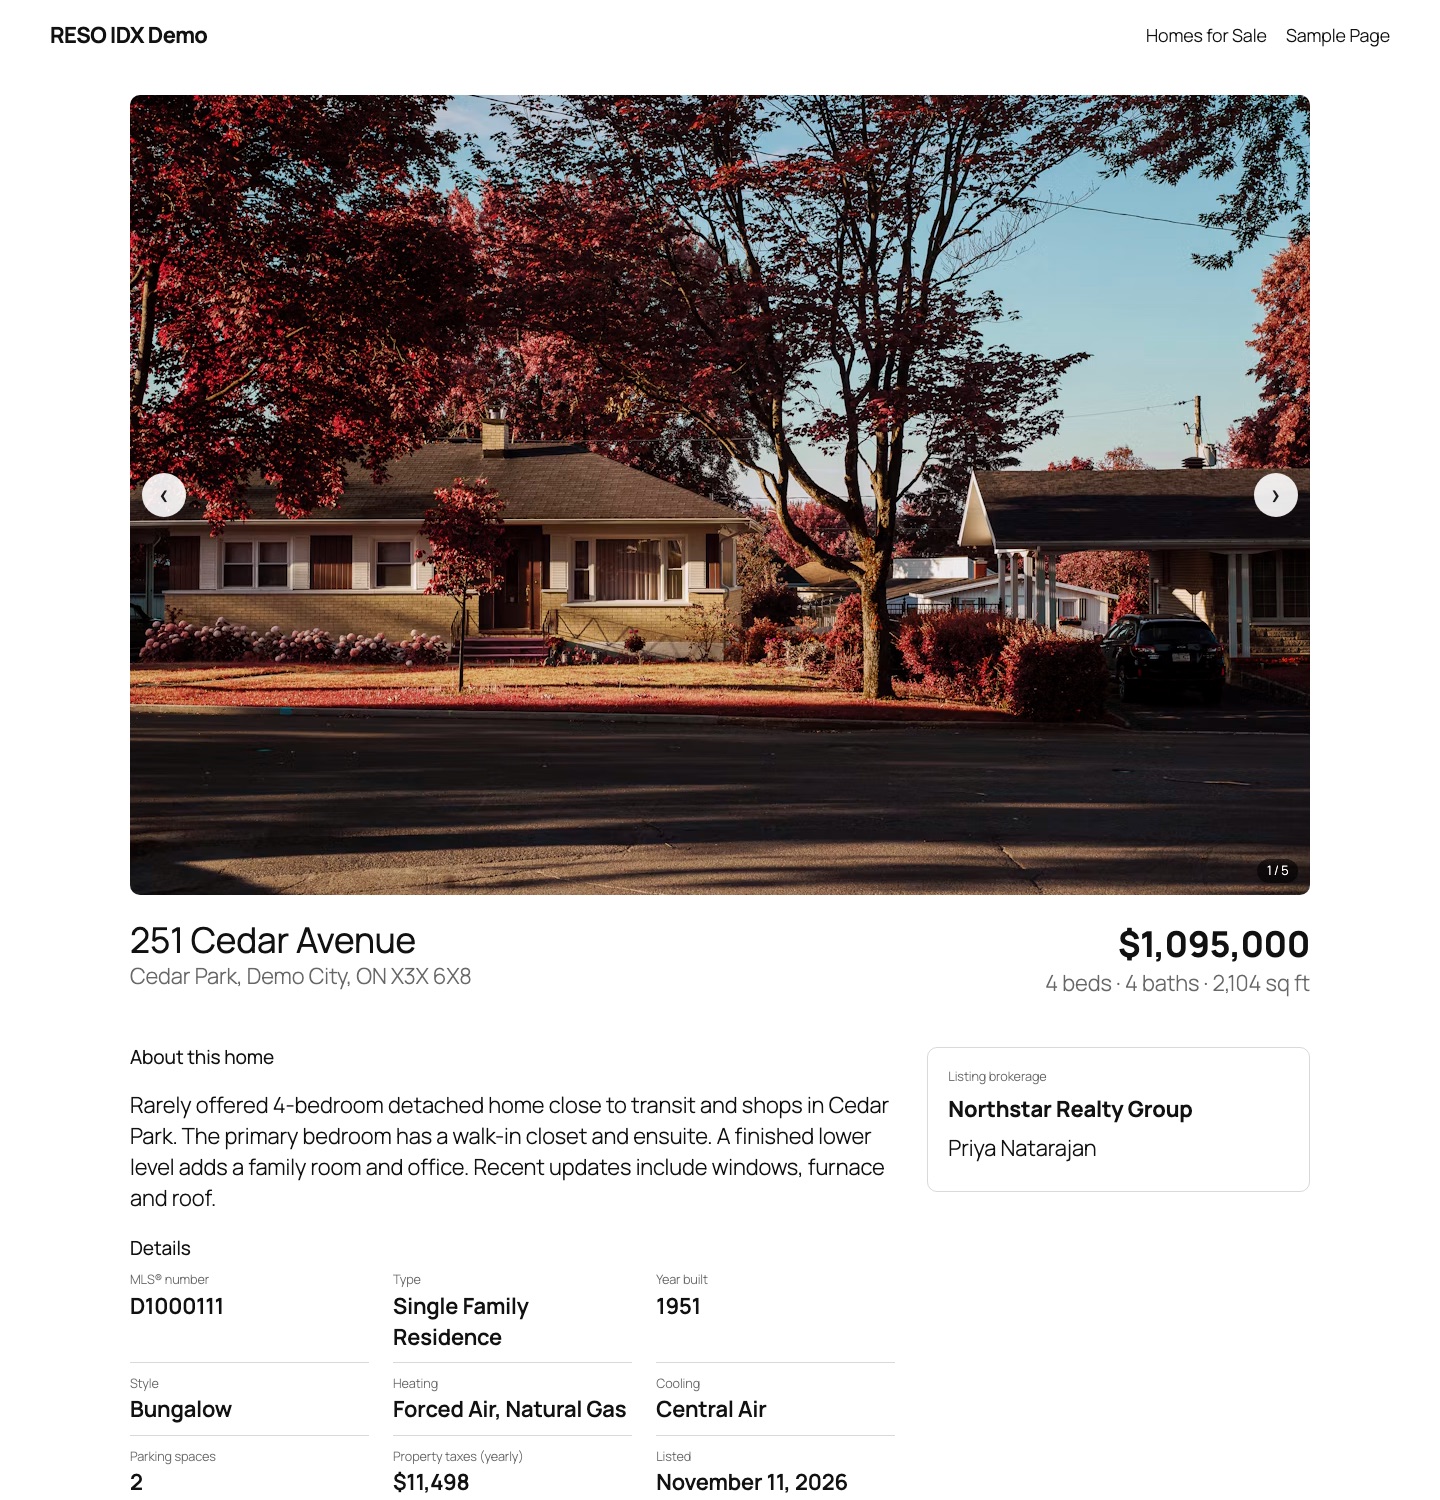 RESO IDX Demo
Homes for Sale
Sample Page
❮
❯
1 / 5
251 Cedar Avenue
Cedar Park, Demo City, ON X3X 6X8
$1,095,000
4 beds · 4 baths · 2,104 sq ft
About this home
Rarely offered 4-bedroom detached home close to transit and shops in Cedar
Park. The primary bedroom has a walk-in closet and ensuite. A finished lower
level adds a family room and office. Recent updates include windows, furnace
and roof.
Listing brokerage
Northstar Realty Group
Priya Natarajan
Details
MLS® number
D1000111
Type
Single Family
Residence
Year built
1951
Style
Bungalow
Heating
Forced Air, Natural Gas
Cooling
Central Air
Parking spaces
2
Property taxes (yearly)
$11,498
Listed
November 11, 2026